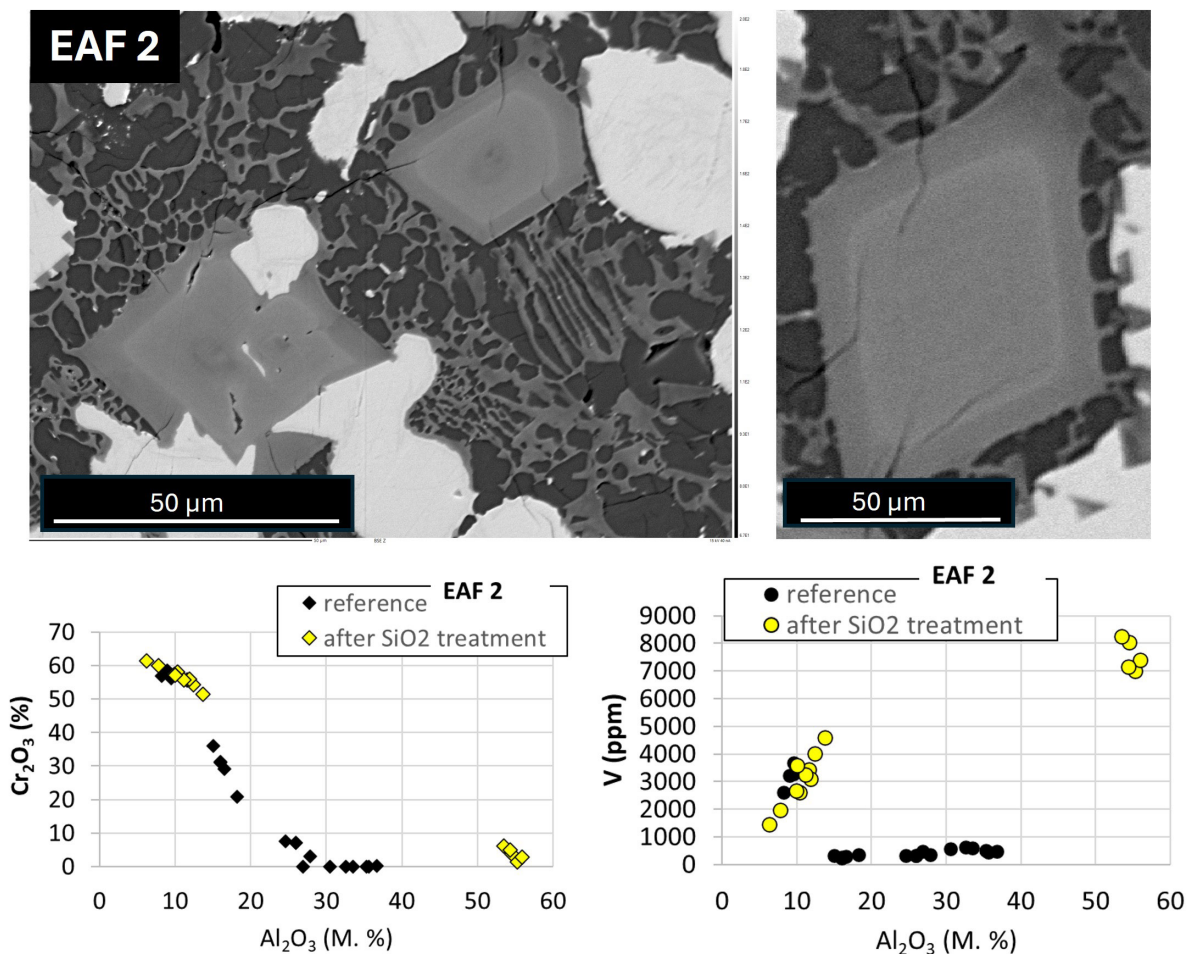 EAF 2
50 µm
50 µm
EAF 2
reference
after SiO2 treatment
70
60
50
40
30
20
10
0
Cr₂O₃ (%)
0 10 20 30 40 50 60
Al₂O₃ (M. %)
EAF 2
reference
after SiO2 treatment
9000
8000
7000
6000
5000
4000
3000
2000
1000
0
V (ppm)
0 10 20 30 40 50 60
Al₂O₃ (M. %)